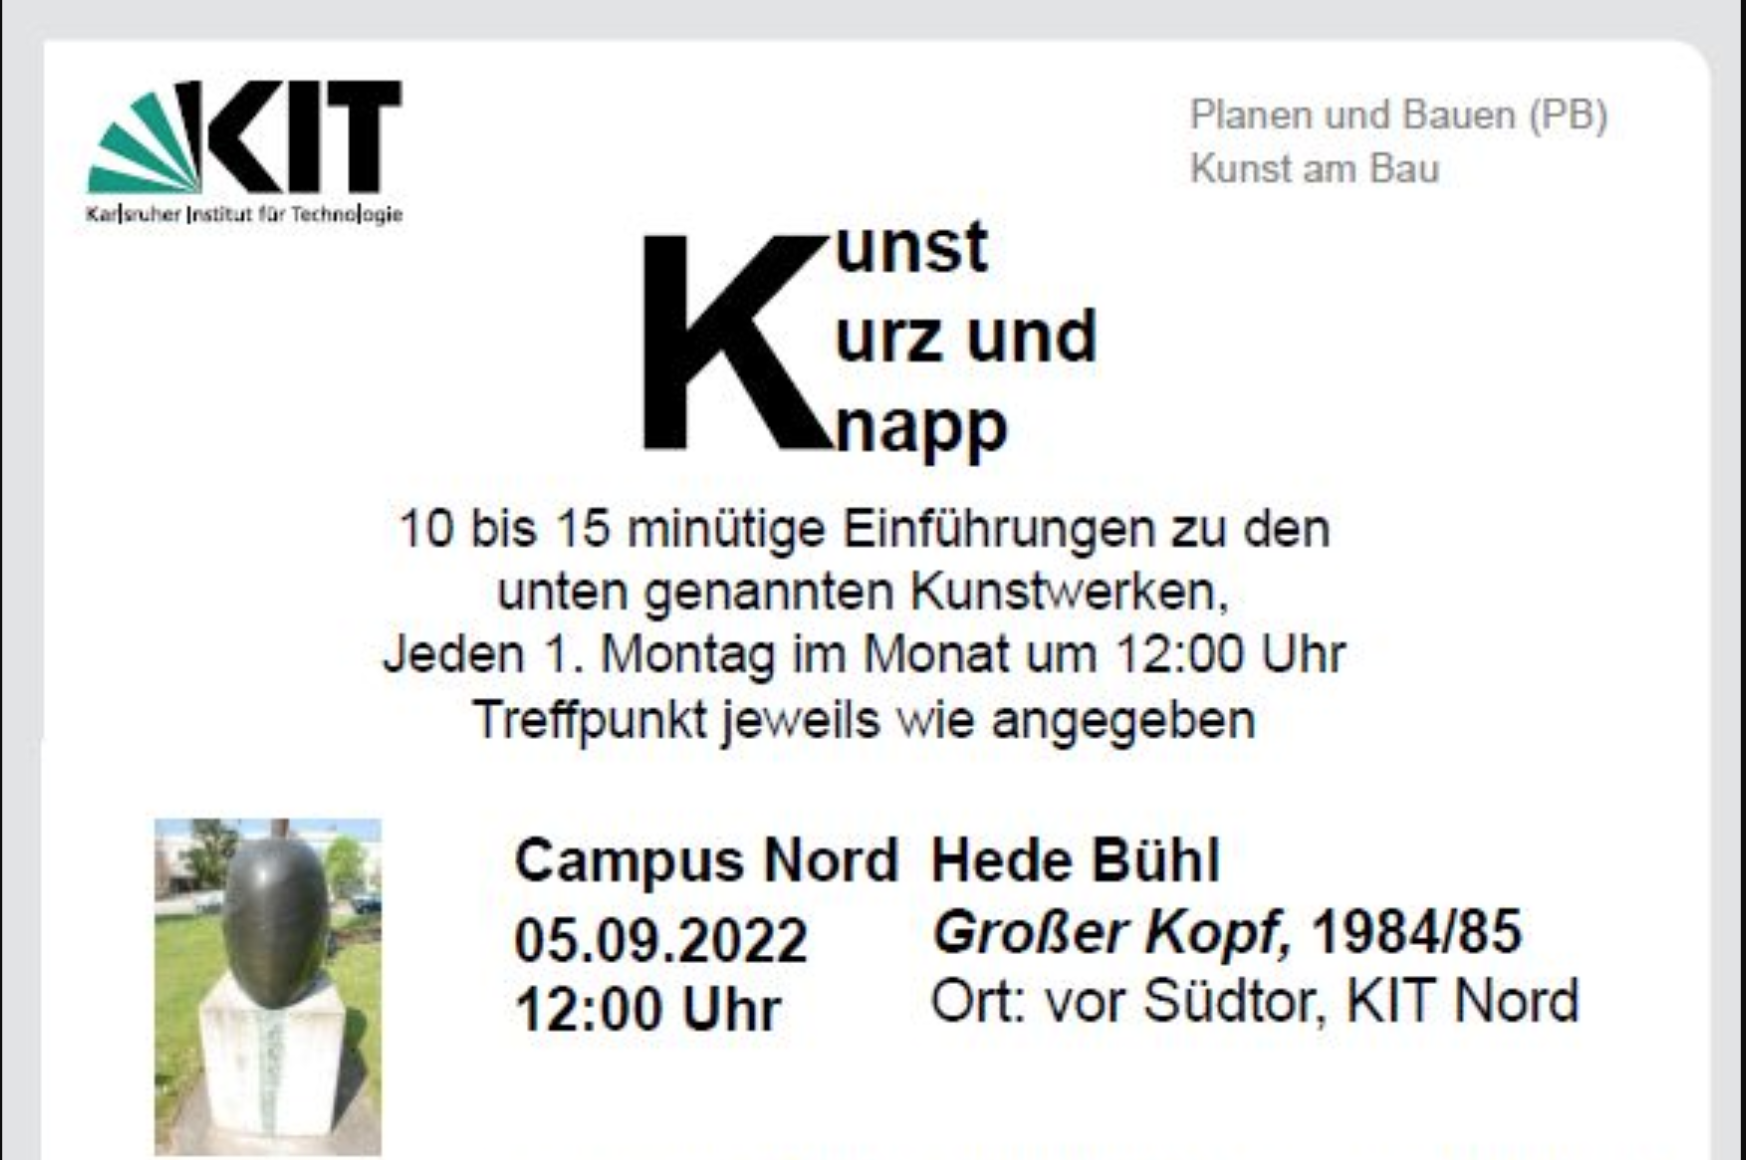 KIT
Karlsruher Institut für Technologie
Planen und Bauen (PB)
Kunst am Bau
Kunst
urz und
napp
10 bis 15 minütige Einführungen zu den
unten genannten Kunstwerken,
Jeden 1. Montag im Monat um 12:00 Uhr
Treffpunkt jeweils wie angegeben
Campus Nord Hede Bühl
05.09.2022 Großer Kopf, 1984/85
12:00 Uhr Ort: vor Südtor, KIT Nord